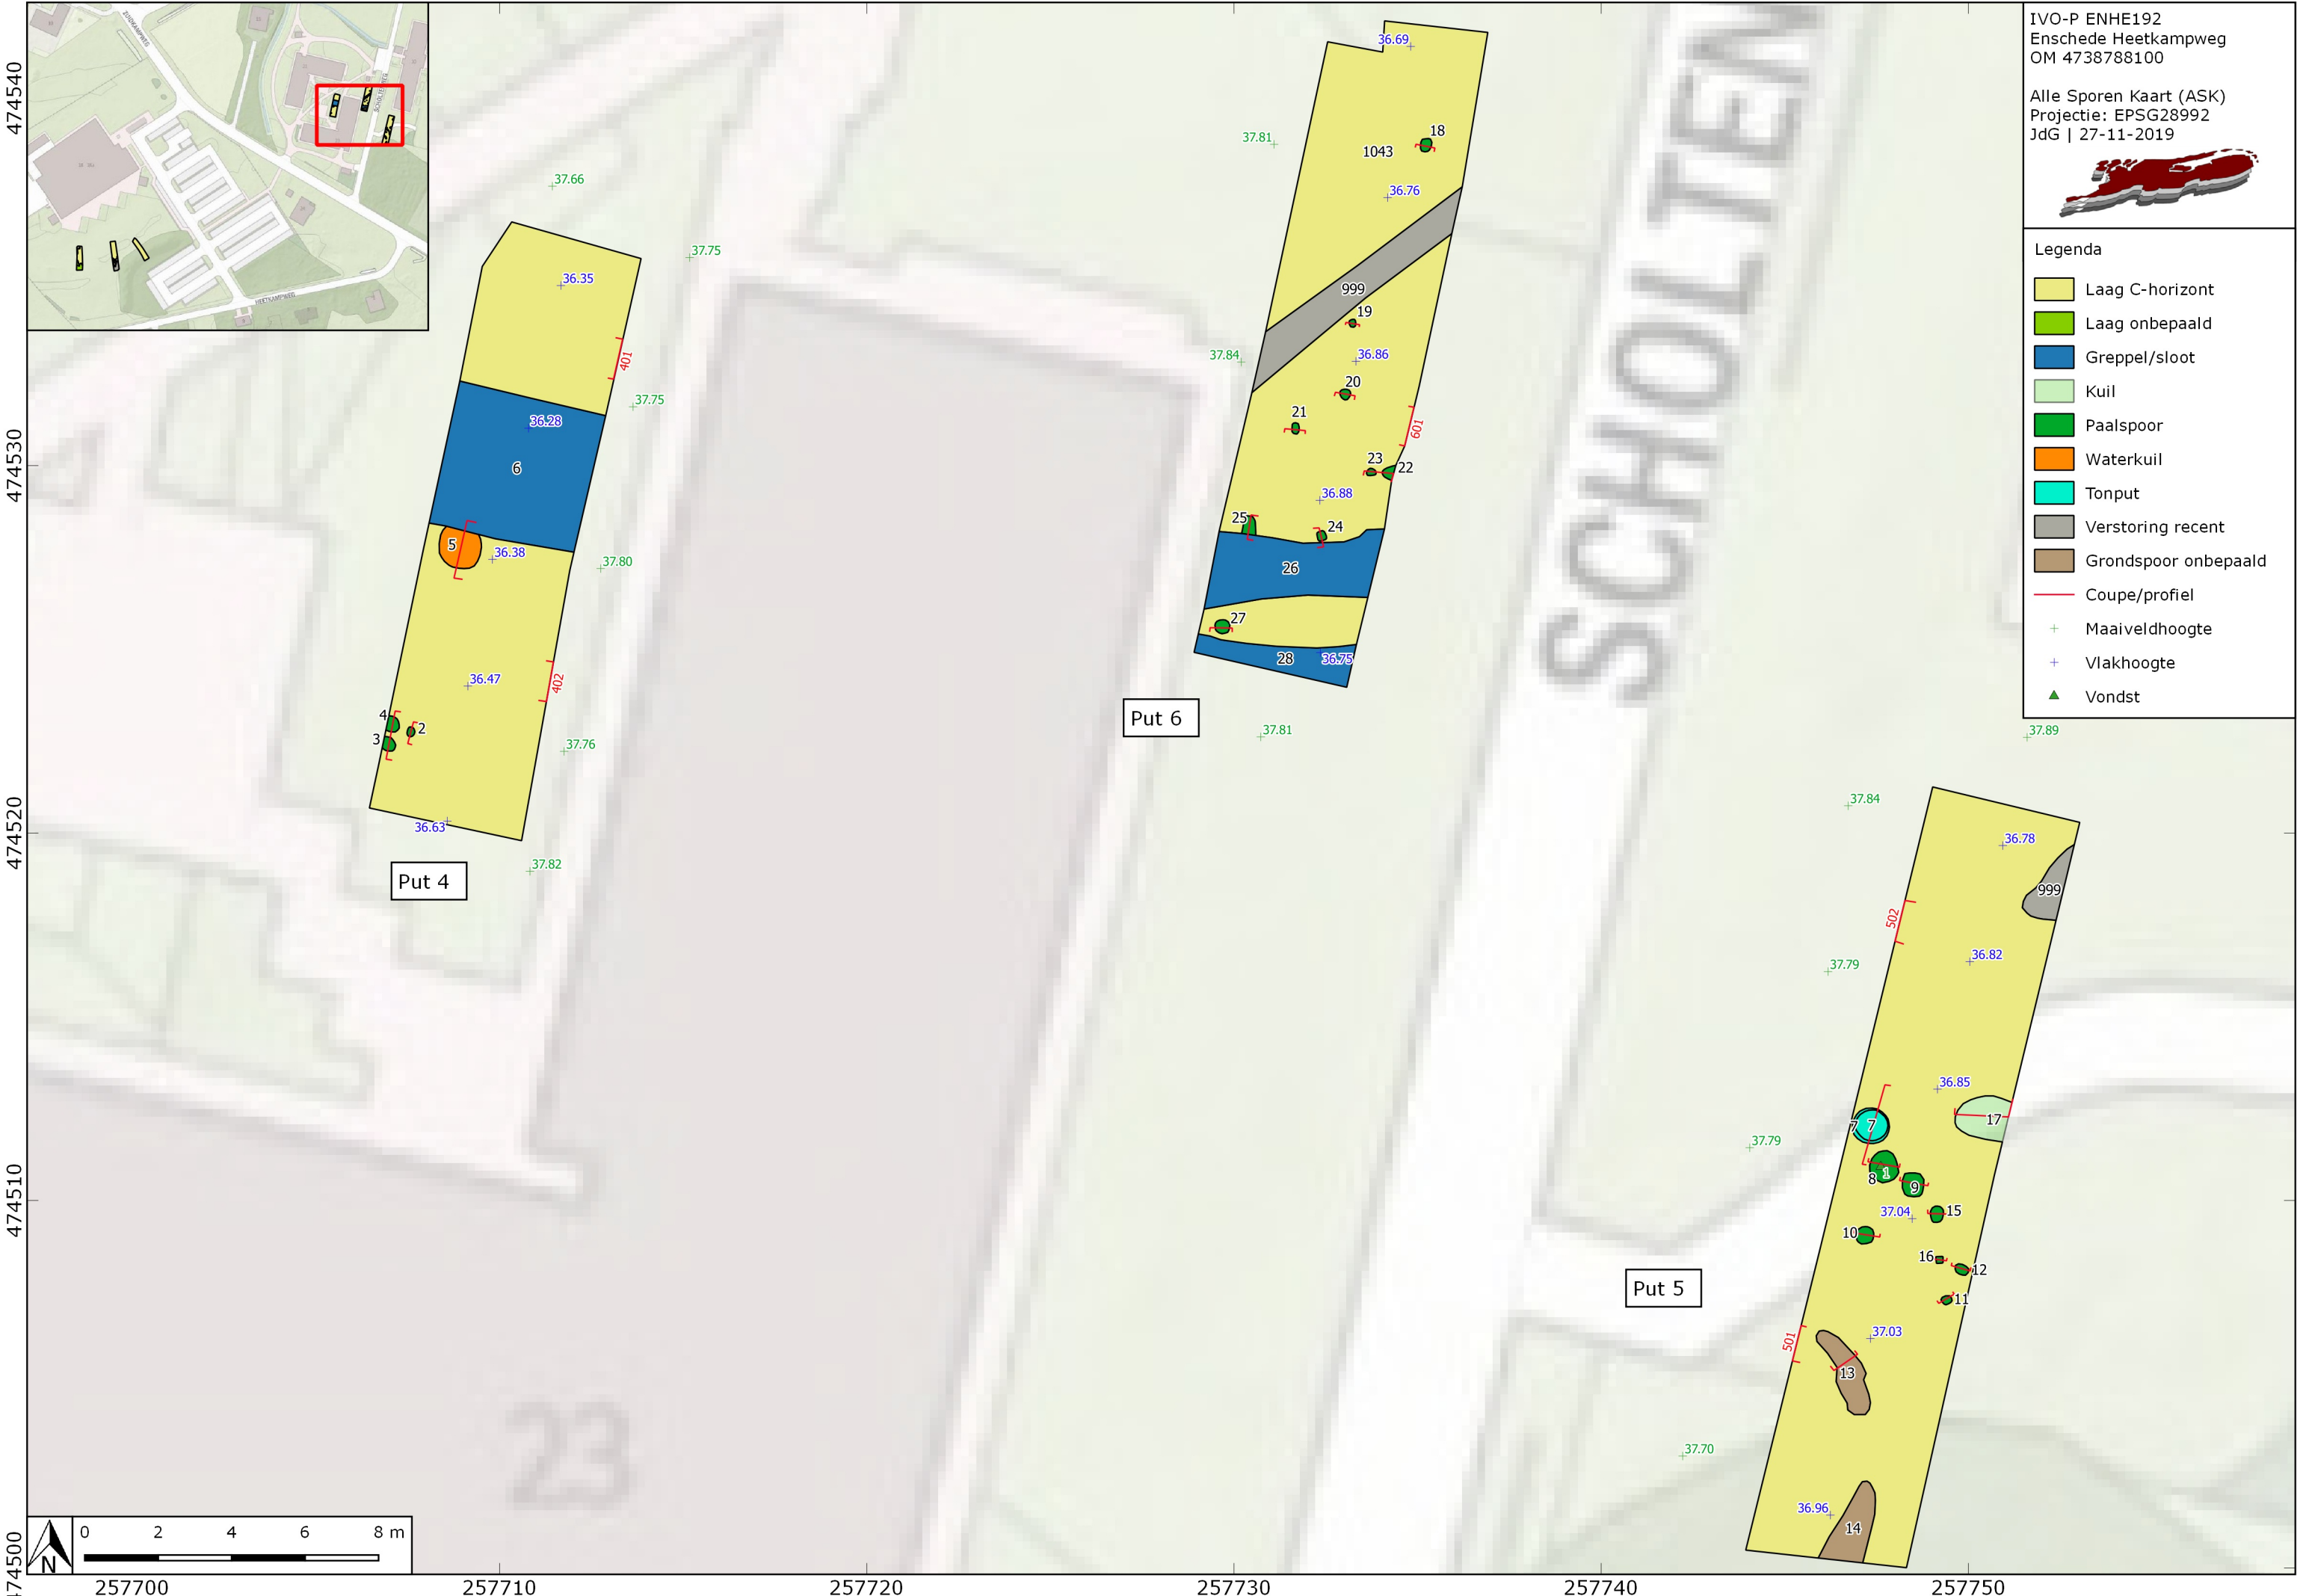 IVO-P ENHE192
Enschede Heetkampweg
OM 4738788100
Alle Sporen Kaart (ASK)
Projectie: EPSG28992
JdG | 27-11-2019
Legenda
Laag C-horizont
Laag onbepaald
Greppel/sloot
Kuil
Paalspoor
Waterkuil
Tonput
Verstoring recent
Grondspoor onbepaald
Coupe/profiel
Maaiveldhoogte
Vlakhoogte
Vondst
HEETKAMPWEG
SCHOLTEN
23
37.66
37.75
36.35
401
37.75
36.28
6
5
36.38
37.80
36.47
402
4
2
3
37.76
36.63
37.82
Put 4
36.69
37.81
18
1043
36.76
999
19
37.84
36.86
20
21
601
23
22
36.88
25
24
26
27
28
36.75
Put 6
37.81
37.89
37.84
36.78
999
502
36.82
37.79
36.85
17
7
7
37.79
1
8
9
37.04
15
10
16
12
11
37.03
501
13
37.70
36.96
14
Put 5
474540
474530
474520
474510
474500
0 2 4 6 8 m
N
257700 257710 257720 257730 257740 257750